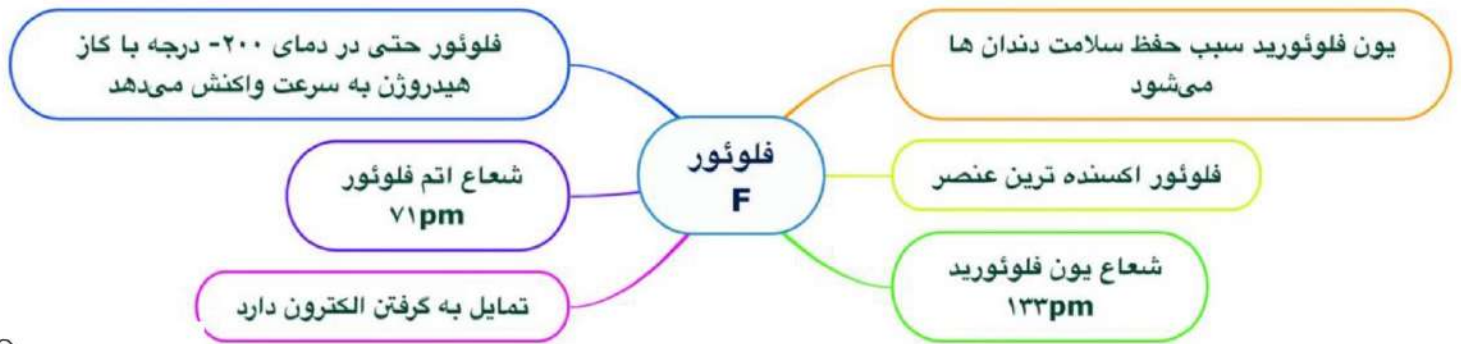 یون فلوئورید سبب حفظ سلامت دندان ها
می‌شود
فلوئور اکسنده ترین عنصر
شعاع یون فلوئورید
۱۳۳pm
فلوئور
F
فلوئور حتی در دمای ۲۰۰- درجه با گاز
هیدروژن به سرعت واکنش می‌دهد
شعاع اتم فلوئور
۷۱pm
تمایل به گرفتن الکترون دارد